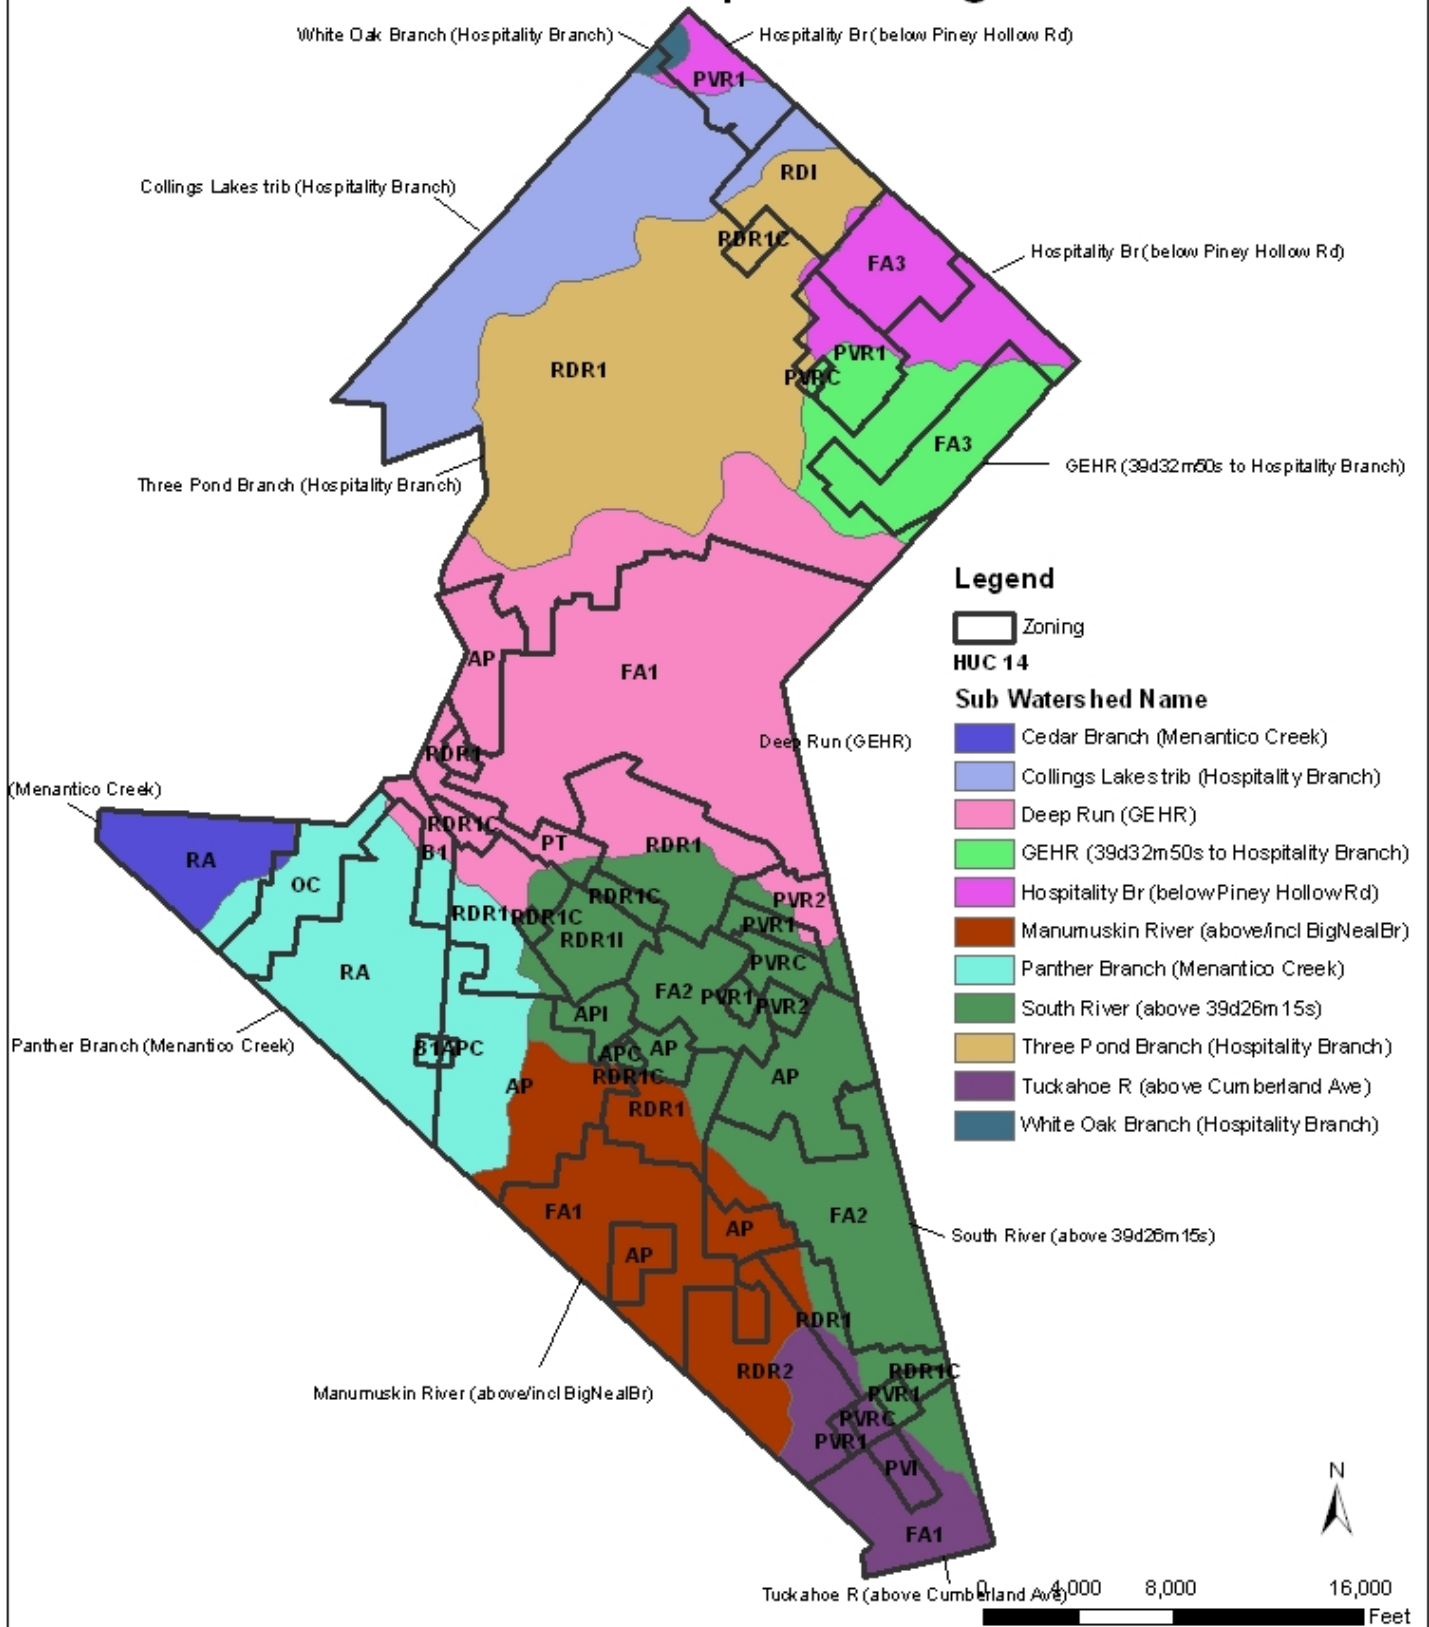 White Oak Branch (Hospitality Branch)
Hospitality Br (below Piney Hollow Rd)
PVR1
Collings Lakes trib (Hospitality Branch)
RDI
RDR1C
FA3
Hospitality Br (below Piney Hollow Rd)
PVR1
RDR1
PVRC
FA3
GEHR (39d32m50s to Hospitality Branch)
Three Pond Branch (Hospitality Branch)
Legend
Zoning
HUC 14
Sub Watershed Name
Cedar Branch (Menantico Creek)
Collings Lakes trib (Hospitality Branch)
Deep Run (GEHR)
GEHR (39d32m50s to Hospitality Branch)
Hospitality Br (below Piney Hollow Rd)
Manumuskin River (above/incl BigNealBr)
Panther Branch (Menantico Creek)
South River (above 39d26m15s)
Three Pond Branch (Hospitality Branch)
Tuckahoe R (above Cumberland Ave)
White Oak Branch (Hospitality Branch)
AP
FA1
Deep Run (GEHR)
RDR1
(Menantico Creek)
RDR1C
PT
RDR1
B1
RA
OC
RDR1C
PVR2
RDR1
RDR1C
PVR1
RDR1I
PVRC
RA
FA2
PVR1
PVR2
API
Panther Branch (Menantico Creek)
B1
APC
APC
AP
RDR1C
AP
AP
RDR1
FA1
AP
FA2
South River (above 39d26m15s)
AP
RDR1
RDR2
RDR1C
PVR1
Manumuskin River (above/incl BigNealBr)
PVRC
PVR1
PVI
FA1
N
Tuckahoe R (above Cumberland Ave)
0 4,000 8,000 16,000
Feet